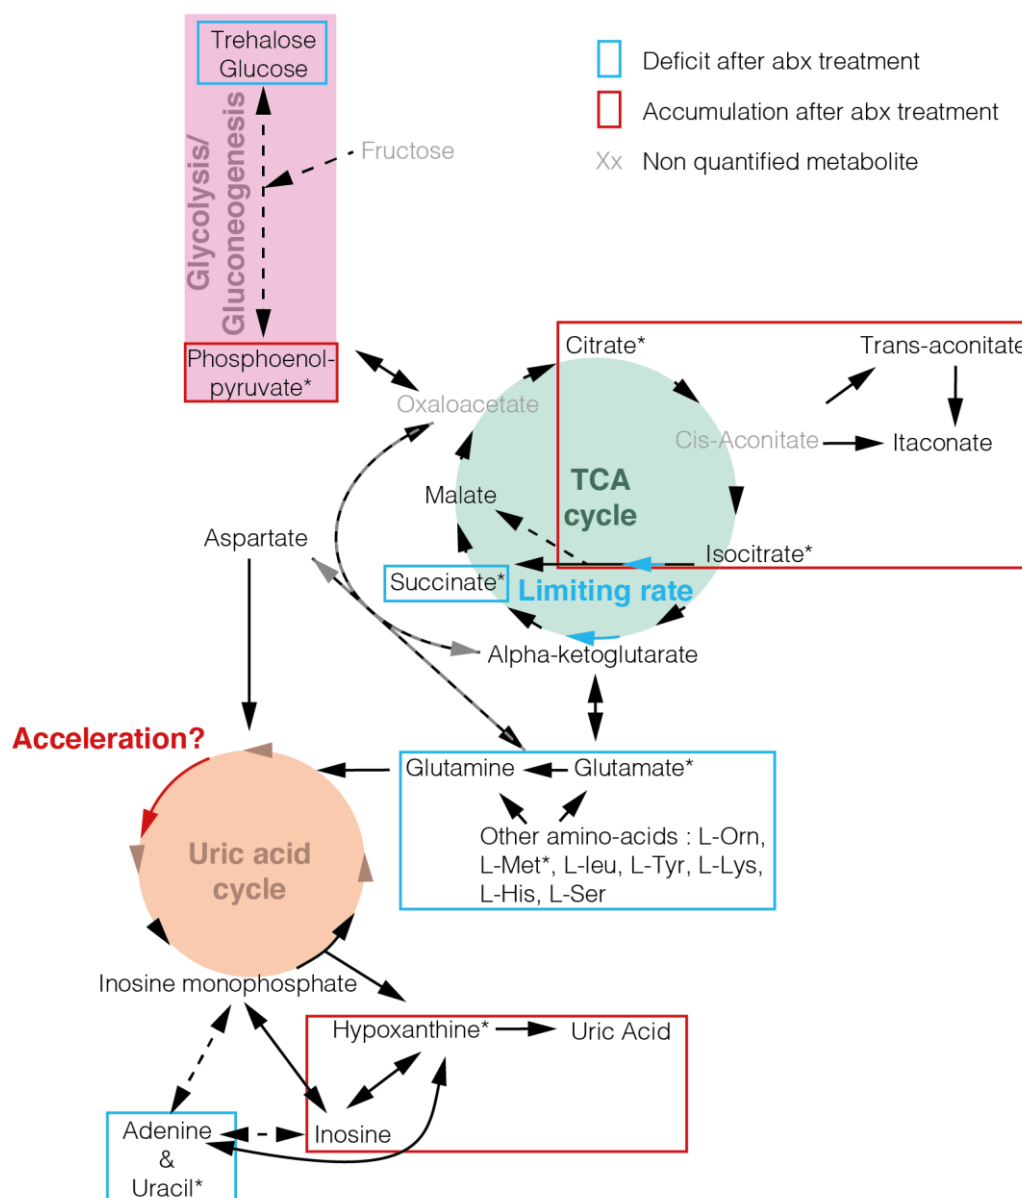 Trehalose
Glucose
Glycolysis/
Gluconeogenesis
Fructose
Deficit after abx treatment
Accumulation after abx treatment
Xx Non quantified metabolite
Phosphoenol-
pyruvate*
Oxaloacetate
Citrate*
Trans-aconitate
Cis-Aconitate
Itaconate
TCA
cycle
Malate
Aspartate
Isocitrate*
Succinate*
Limiting rate
Alpha-ketoglutarate
Acceleration?
Glutamine
Glutamate*
Other amino-acids : L-Orn,
L-Met*, L-leu, L-Tyr, L-Lys,
L-His, L-Ser
Uric acid
cycle
Inosine monophosphate
Hypoxanthine*
Uric Acid
Adenine
&
Uracil*
Inosine